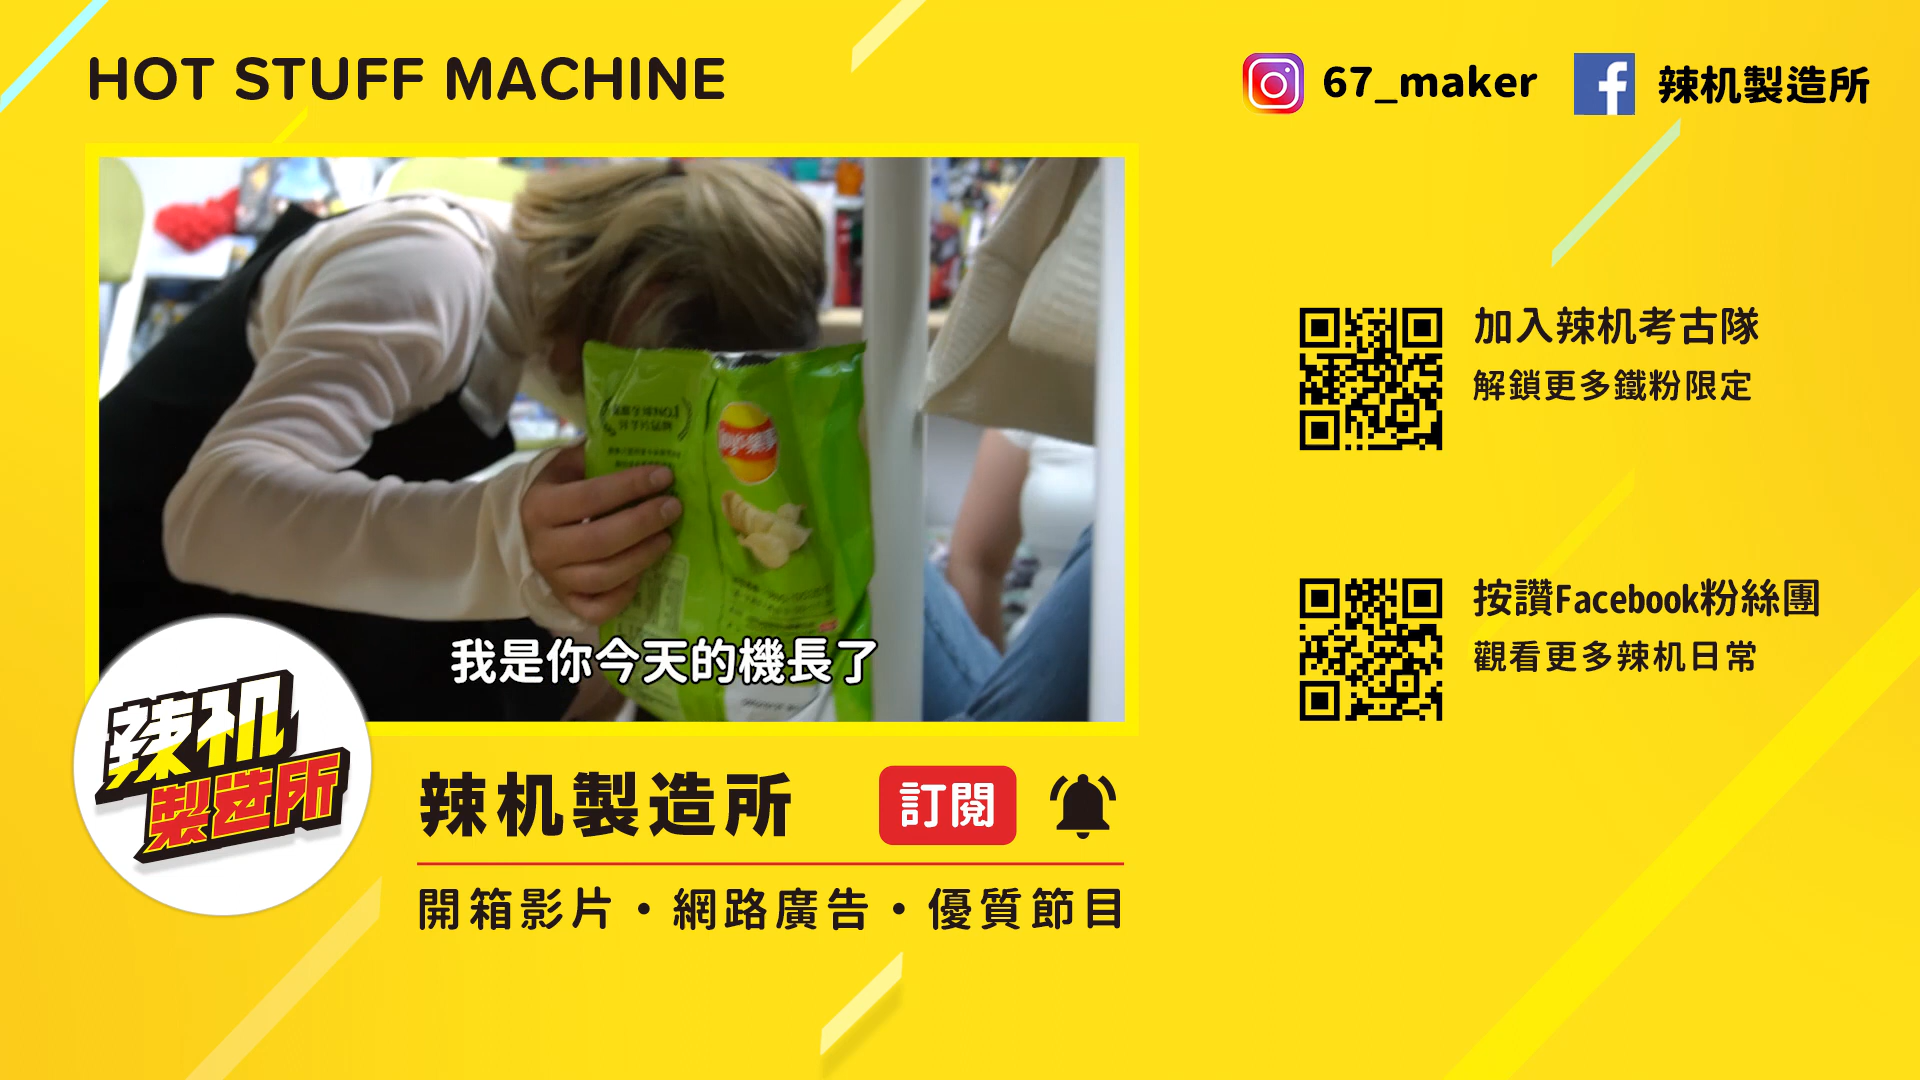 HOT STUFF MACHINE
67_maker
辣机製造所
加入辣机考古隊
解鎖更多鐵粉限定
按讚Facebook粉絲團
觀看更多辣机日常
我是你今天的機長了
辣机
製造所
辣机製造所
訂閱
開箱影片・網路廣告・優質節目